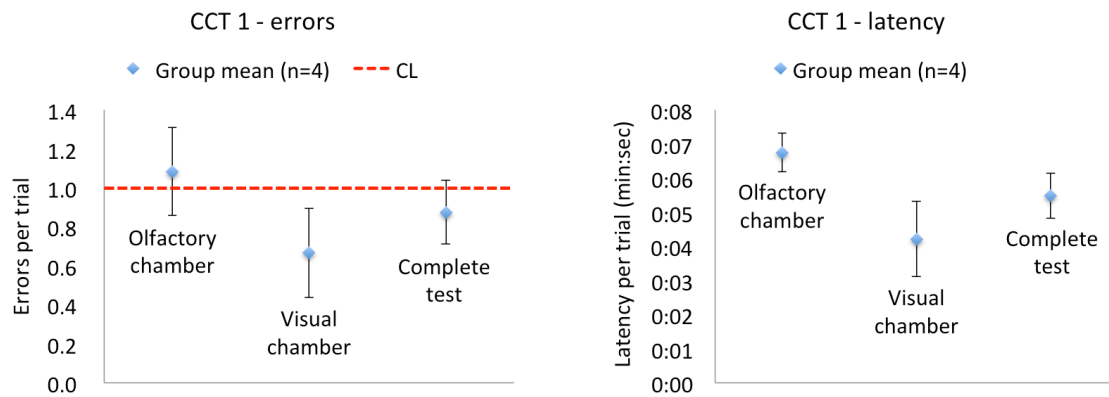 CCT 1 - errors
Group mean (n=4)
CL
Errors per trial
1.4
1.2
1.0
0.8
0.6
0.4
0.2
0.0
Olfactory
chamber
Visual
chamber
Complete
test
CCT 1 - latency
Group mean (n=4)
Latency per trial (min:sec)
0:08
0:07
0:06
0:05
0:04
0:03
0:02
0:01
0:00
Olfactory
chamber
Visual
chamber
Complete
test